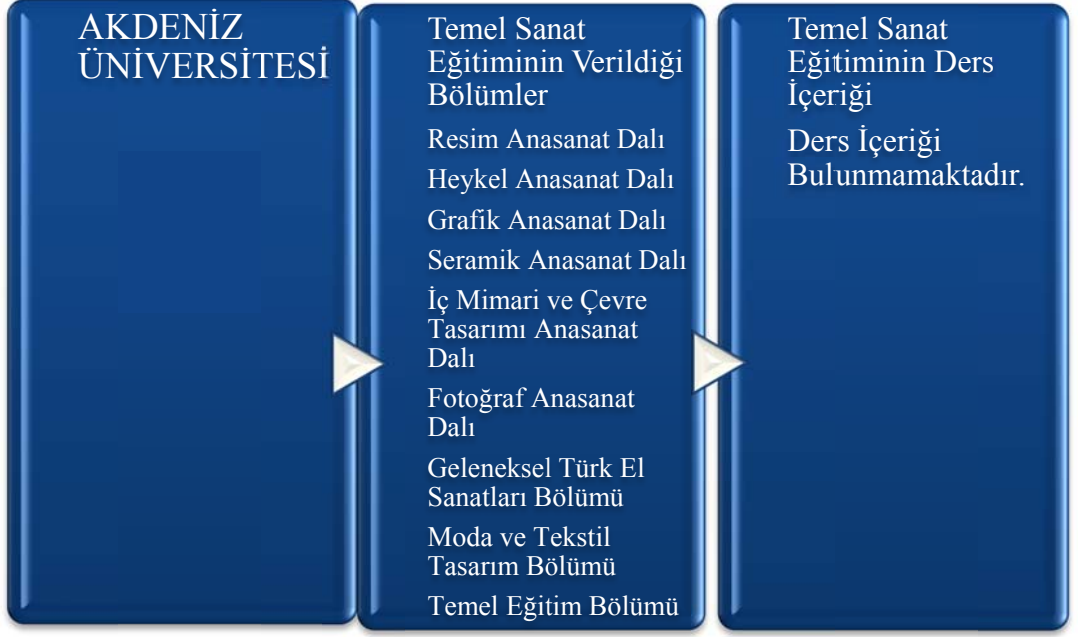 AKDENİZ
ÜNİVERSİTESİ
Temel Sanat
Eğitiminin Verildiği
Bölümler
Resim Anasanat Dalı
Heykel Anasanat Dalı
Grafik Anasanat Dalı
Seramik Anasanat Dalı
İç Mimari ve Çevre
Tasarımı Anasanat
Dalı
Fotoğraf Anasanat
Dalı
Geleneksel Türk El
Sanatları Bölümü
Moda ve Tekstil
Tasarım Bölümü
Temel Eğitim Bölümü
Temel Sanat
Eğitiminin Ders
İçeriği
Ders İçeriği
Bulunmamaktadır.